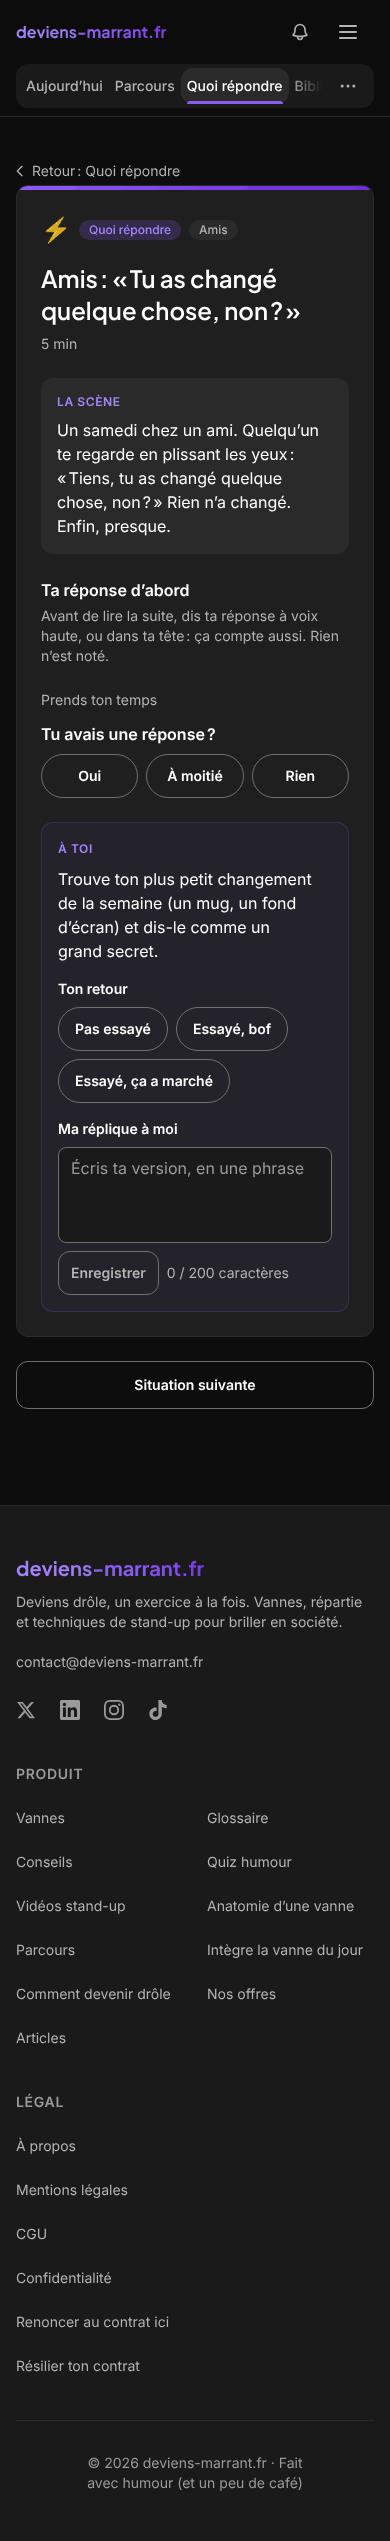 deviens-marrant.fr
Aujourd’hui Parcours Quoi répondre
Retour : Quoi répondre
Quoi répondre Amis
Amis : « Tu as changé
quelque chose, non ? »
5 min
LA SCÈNE
Un samedi chez un ami. Quelqu’un
te regarde en plissant les yeux :
« Tiens, tu as changé quelque
chose, non ? » Rien n’a changé.
Enfin, presque.
Ta réponse d’abord
Avant de lire la suite, dis ta réponse à voix
haute, ou dans ta tête : ça compte aussi. Rien
n’est noté.
Prends ton temps
Tu avais une réponse ?
Oui À moitié Rien
À TOI
Trouve ton plus petit changement
de la semaine (un mug, un fond
d’écran) et dis-le comme un
grand secret.
Ton retour
Pas essayé Essayé, bof
Essayé, ça a marché
Ma réplique à moi
Écris ta version, en une phrase
Enregistrer 0 / 200 caractères
Situation suivante
deviens-marrant.fr
Deviens drôle, un exercice à la fois. Vannes, répartie
et techniques de stand-up pour briller en société.
contact@deviens-marrant.fr
PRODUIT
Vannes Glossaire
Conseils Quiz humour
Vidéos stand-up Anatomie d’une vanne
Parcours Intègre la vanne du jour
Comment devenir drôle Nos offres
Articles
LÉGAL
À propos
Mentions légales
CGU
Confidentialité
Renoncer au contrat ici
Résilier ton contrat
© 2026 deviens-marrant.fr · Fait
avec humour (et un peu de café)